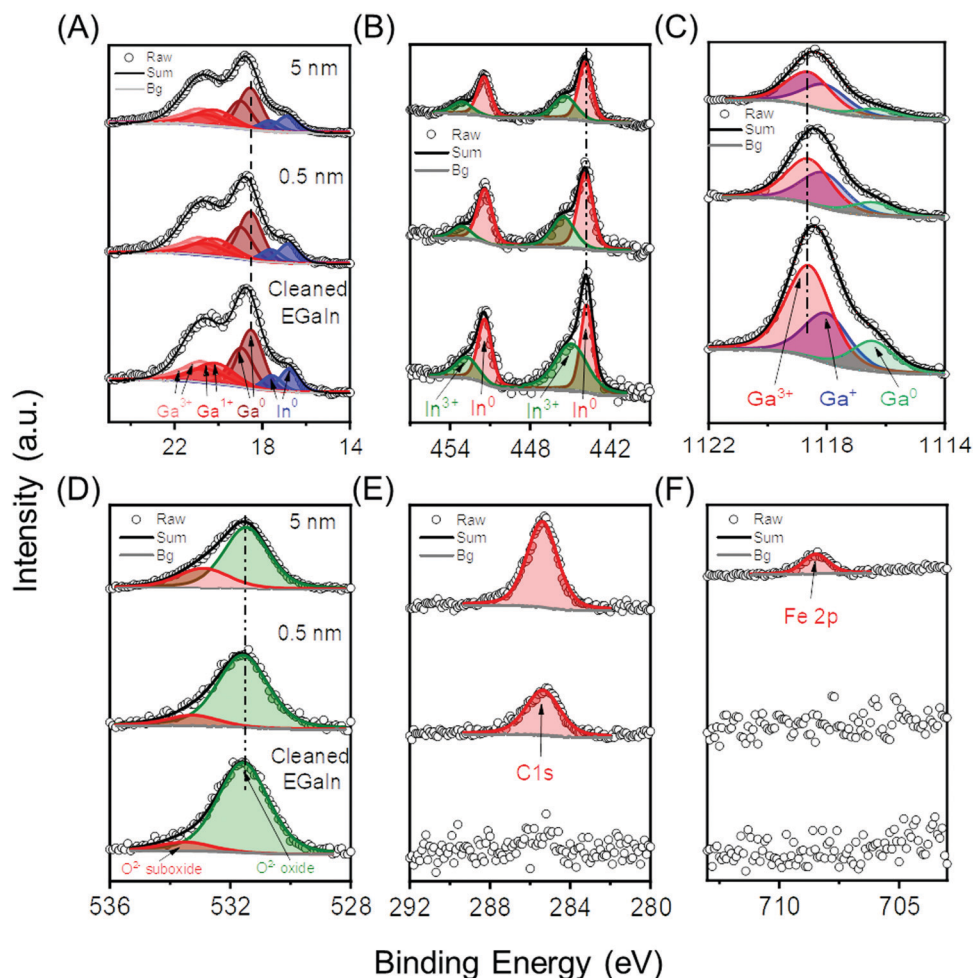 (A)
Raw
Sum
Bg
5 nm
0.5 nm
Cleaned
EGaIn
Ga3+ Ga1+ Ga0 In0
22 18 14
(B)
Raw
Sum
Bg
In3+ In0 In3+ In0
454 448 442
(C)
Raw
Sum
Bg
Ga3+ Ga+ Ga0
1122 1118 1114
Intensity (a.u.)
(D)
Raw
Sum
Bg
5 nm
0.5 nm
Cleaned
EGaIn
O2- suboxide O2- oxide
536 532 528
(E)
Raw
Sum
Bg
C1s
292 288 284 280
(F)
Raw
Sum
Bg
Fe 2p
710 705
Binding Energy (eV)